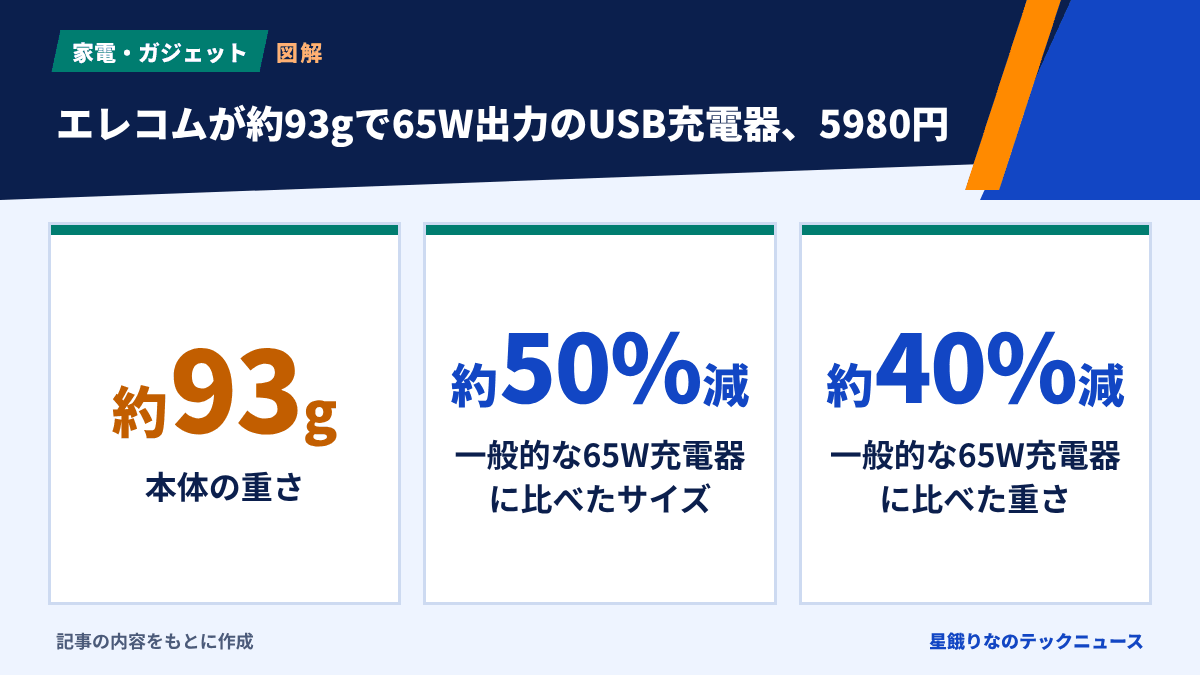 家電・ガジェット 図解
エレコムが約93gで65W出力のUSB充電器、5980円
約93g
本体の重さ
約50%減
一般的な65W充電器
に比べたサイズ
約40%減
一般的な65W充電器
に比べた重さ
記事の内容をもとに作成
星餓りなのテックニュース